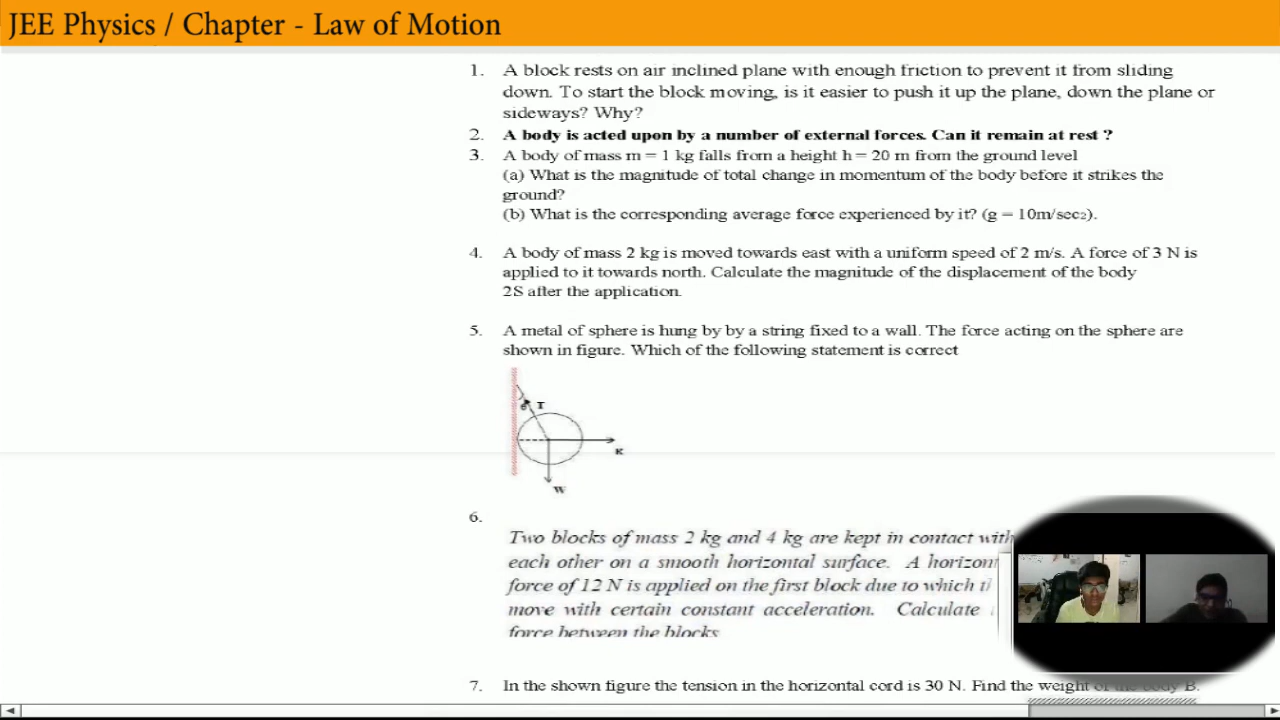 JEE Physics / Chapter - Law of Motion
1. A block rests on air inclined plane with enough friction to prevent it from sliding
down. To start the block moving, is it easier to push it up the plane, down the plane or
sideways? Why?
2. A body is acted upon by a number of external forces. Can it remain at rest ?
3. A body of mass m = 1 kg falls from a height h = 20 m from the ground level
(a) What is the magnitude of total change in momentum of the body before it strikes the
ground?
(b) What is the corresponding average force experienced by it? (g = 10m/sec2).
4. A body of mass 2 kg is moved towards east with a uniform speed of 2 m/s. A force of 3 N is
applied to it towards north. Calculate the magnitude of the displacement of the body
2S after the application.
5. A metal of sphere is hung by by a string fixed to a wall. The force acting on the sphere are
shown in figure. Which of the following statement is correct
θ T
R
W
6.
Two blocks of mass 2 kg and 4 kg are kept in contact with
each other on a smooth horizontal surface. A horizon
force of 12 N is applied on the first block due to which
move with certain constant acceleration. Calculate
force between the blocks
7. In the shown figure the tension in the horizontal cord is 30 N. Find the weight of the body B.